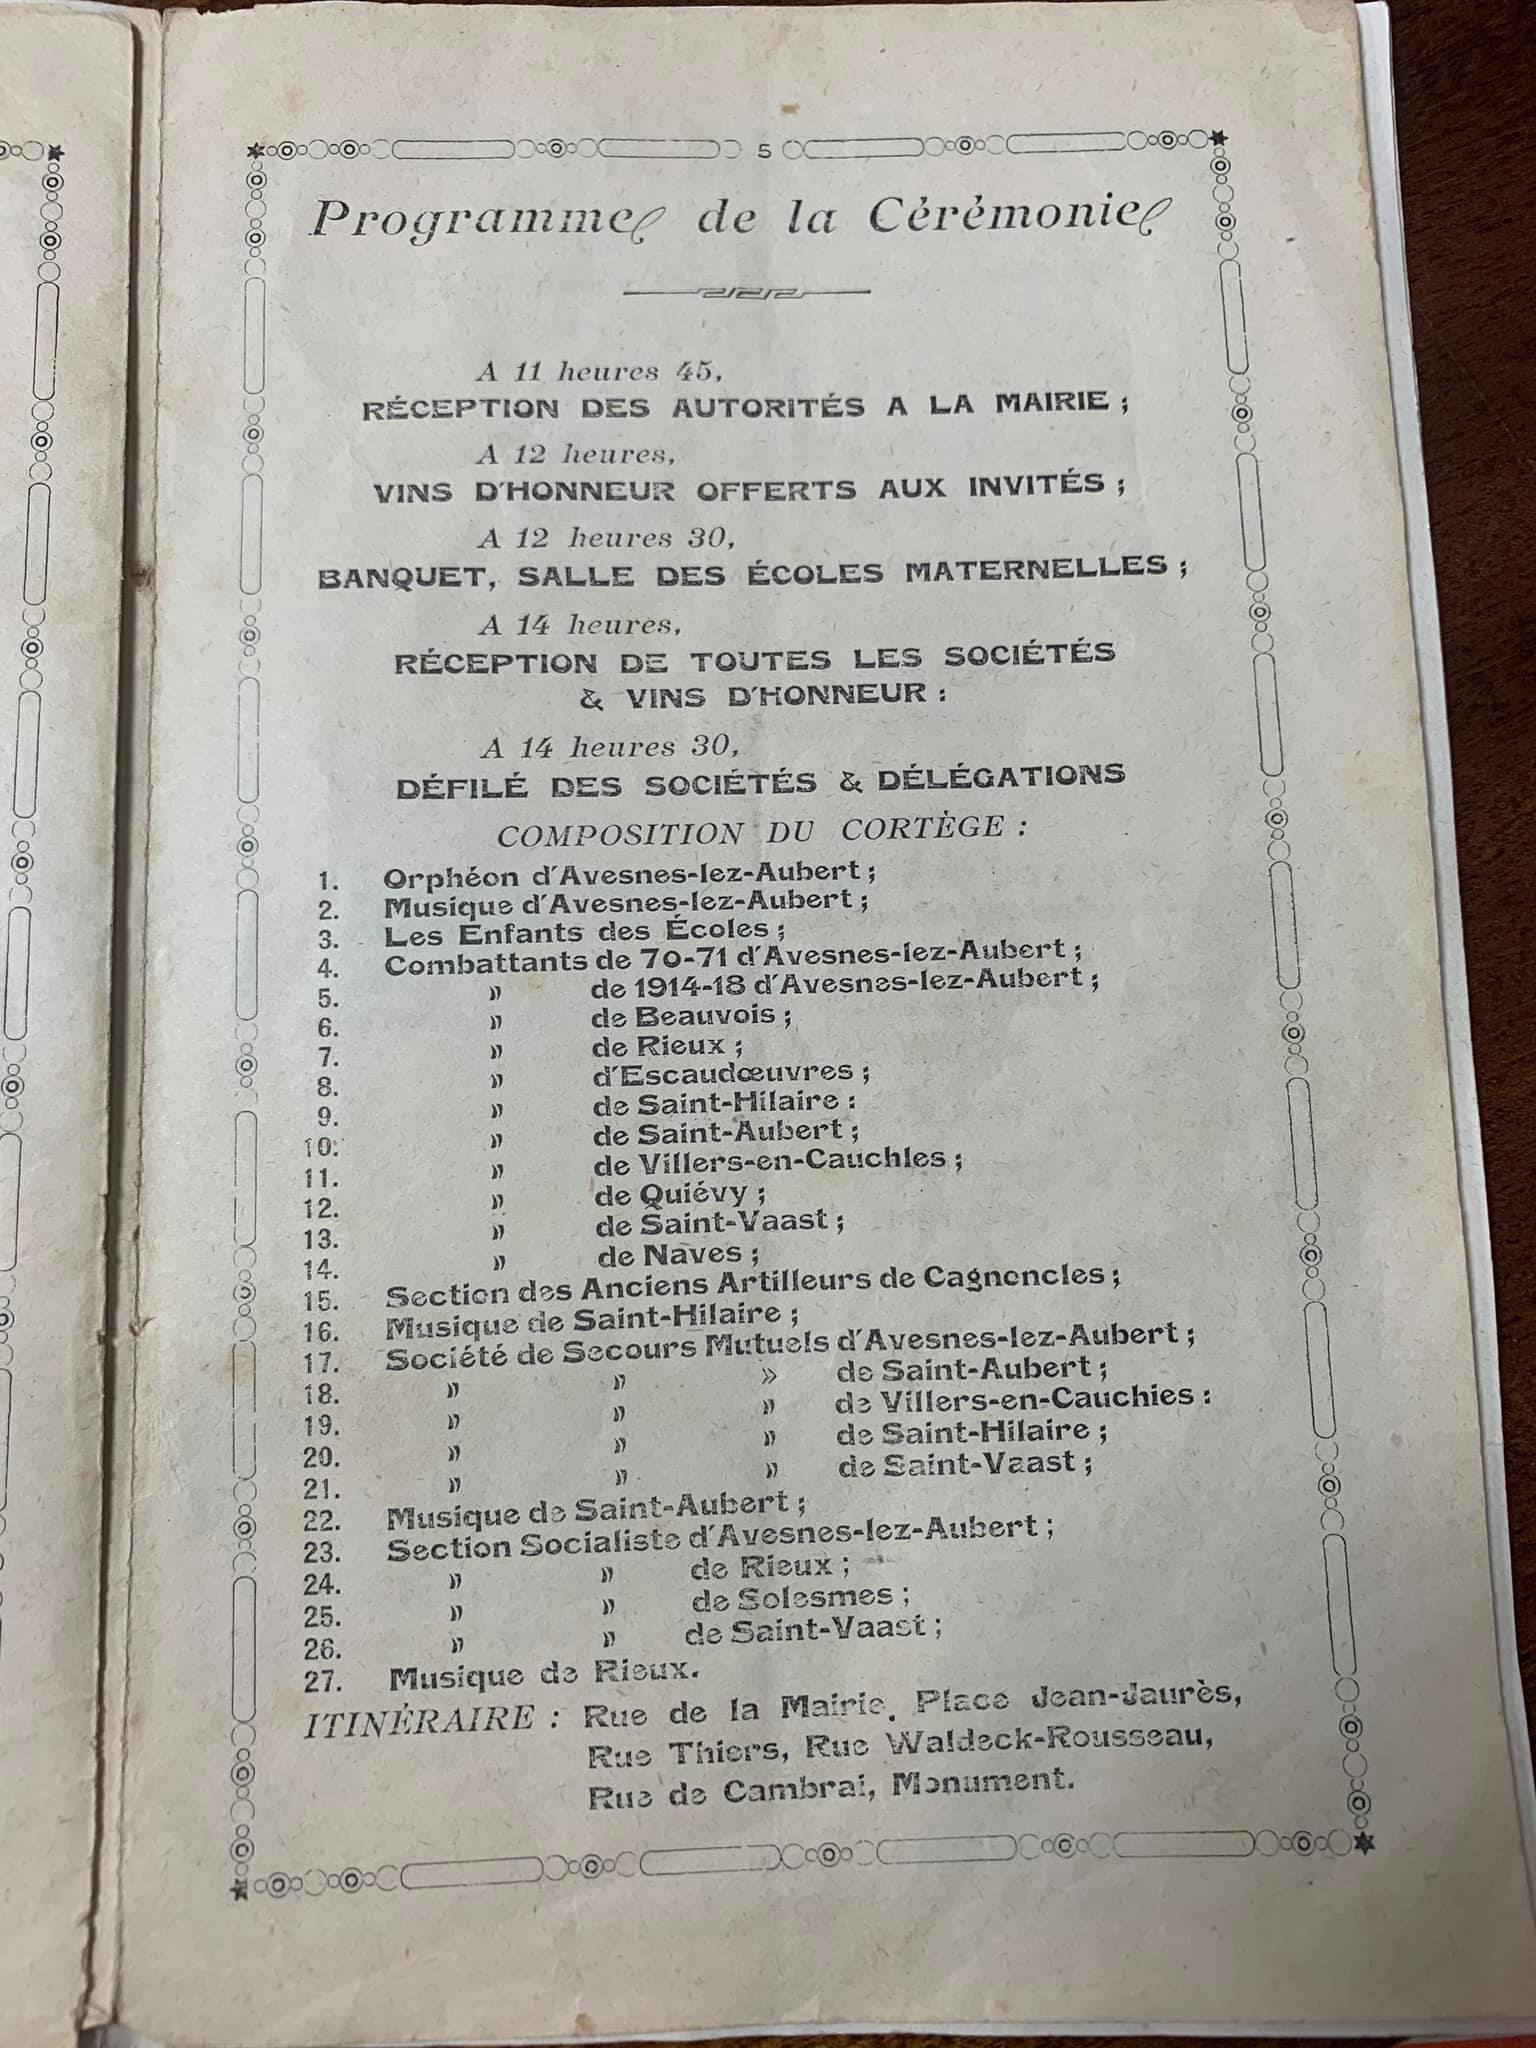 5
Programme de la Cérémonie
A 11 heures 45,
RÉCEPTION DES AUTORITÉS A LA MAIRIE ;
A 12 heures,
VINS D'HONNEUR OFFERTS AUX INVITÉS ;
A 12 heures 30,
BANQUET, SALLE DES ÉCOLES MATERNELLES ;
A 14 heures,
RÉCEPTION DE TOUTES LES SOCIÉTÉS
& VINS D'HONNEUR :
A 14 heures 30,
DÉFILÉ DES SOCIÉTÉS & DÉLÉGATIONS
COMPOSITION DU CORTÈGE :
1. Orphéon d'Avesnes-lez-Aubert ;
2. Musique d'Avesnes-lez-Aubert ;
3. Les Enfants des Écoles ;
4. Combattants de 70-71 d'Avesnes-lez-Aubert ;
5. » de 1914-18 d'Avesnes-lez-Aubert ;
6. » de Beauvois ;
7. » de Rieux ;
8. » d'Escaudœuvres ;
9. » de Saint-Hilaire :
10. » de Saint-Aubert ;
11. » de Villers-en-Cauchles ;
12. » de Quiévy ;
13. » de Saint-Vaast ;
14. » de Naves ;
15. Section des Anciens Artilleurs de Cagnoncles ;
16. Musique de Saint-Hilaire ;
17. Société de Secours Mutuels d'Avesnes-lez-Aubert ;
18. » » » de Saint-Aubert ;
19. » » » de Villers-en-Cauchies :
20. » » » de Saint-Hilaire ;
21. » » » de Saint-Vaast ;
22. Musique de Saint-Aubert ;
23. Section Socialiste d'Avesnes-lez-Aubert ;
24. » » de Rieux ;
25. » » de Solesmes ;
26. » » de Saint-Vaast ;
27. Musique de Rieux.
ITINÉRAIRE : Rue de la Mairie, Place Jean-Jaurès,
Rue Thiers, Rue Waldeck-Rousseau,
Rue de Cambrai, Monument.